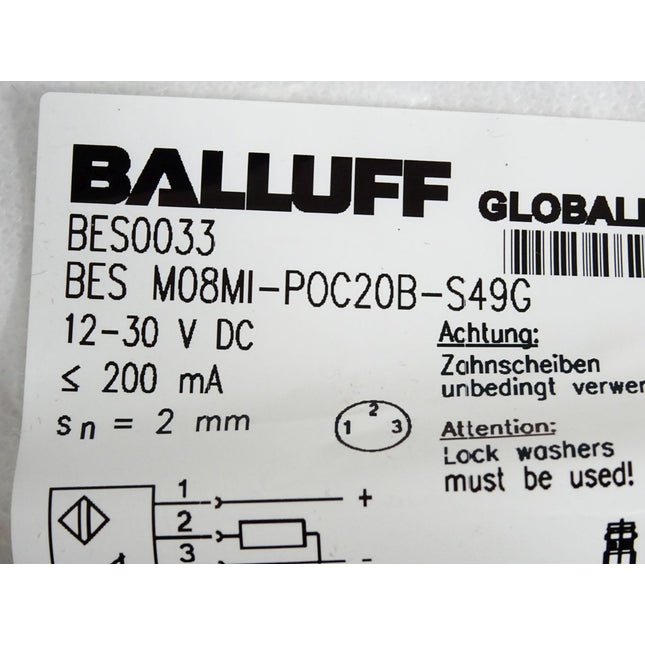 BALLUFF GLOBAL
BES0033
BES M08MI-POC20B-S49G
12-30 V DC
≤ 200 mA
sn = 2 mm
Achtung:
Zahnscheiben
unbedingt verwe
1 2 3
Attention:
Lock washers
must be used!
1 +
2
3 -